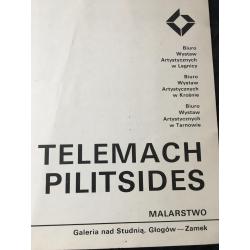 Biuro
Wystaw
Artystycznych
w Legnicy
Biuro
Wystaw
Artystycznych
w Krośnie
Biuro
Wystaw
Artystycznych
w Tarnowie
TELEMACH
PILITSIDES
MALARSTWO
Galeria nad Studnią, Głogów — Zamek